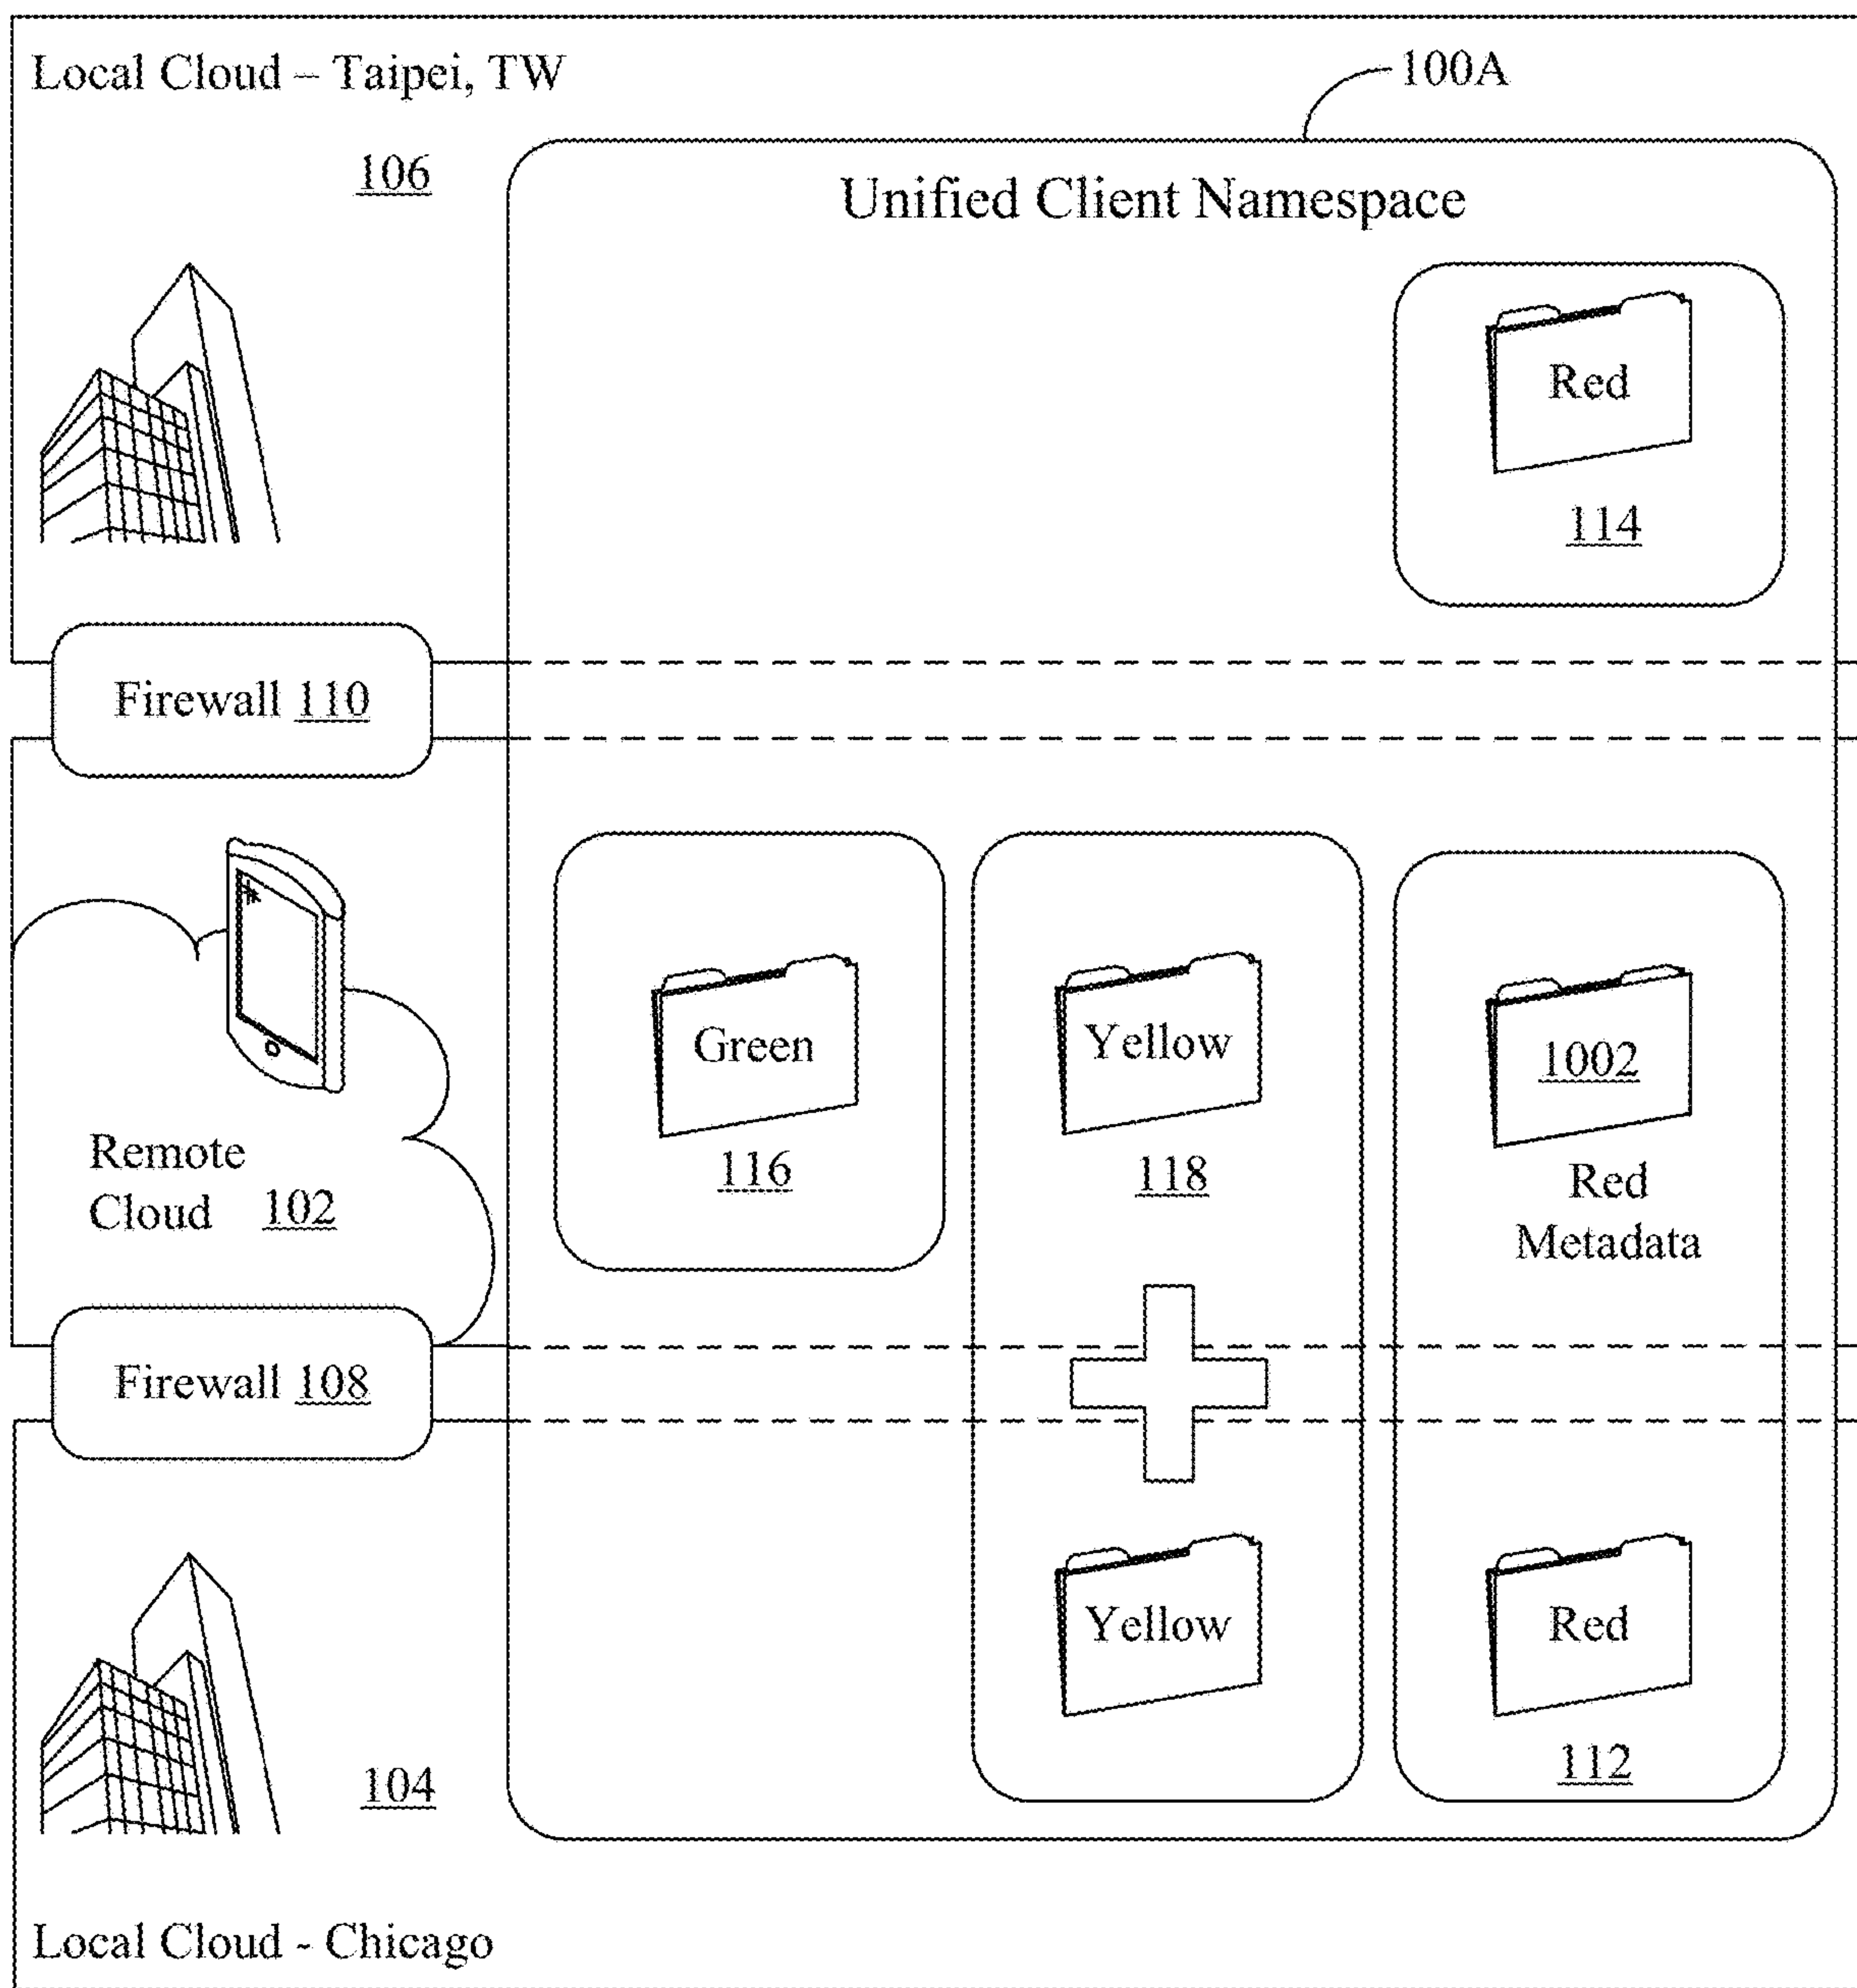 Local Cloud – Taipei, TW
100A
106
Unified Client Namespace
Red
114
Firewall 110
Green
116
Yellow
118
1002
Red
Metadata
Remote
Cloud 102
Firewall 108
Yellow
Red
112
104
Local Cloud - Chicago